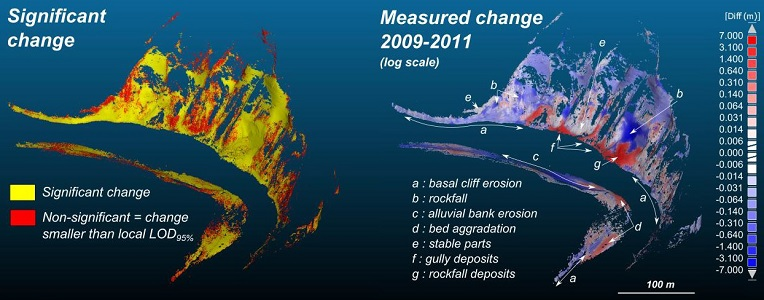 Significant
change
Significant change
Non-significant = change
smaller than local LOD95%
Measured change
2009-2011
(log scale)
e
b
e
b
a
f
c
g
a
d
a
a : basal cliff erosion
b : rockfall
c : alluvial bank erosion
d : bed aggradation
e : stable parts
f : gully deposits
g : rockfall deposits
100 m
[Diff (m)]
7.000
3.100
1.400
0.640
0.310
0.140
0.064
0.031
0.014
0.006
0.000
-0.006
-0.014
-0.031
-0.064
-0.140
-0.310
-0.640
-1.400
-3.100
-7.000